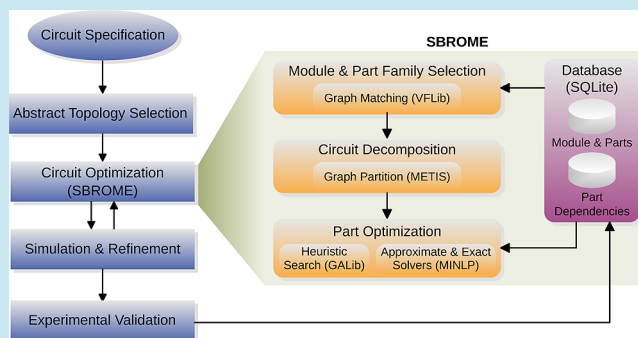 Circuit Specification
Abstract Topology Selection
Circuit Optimization
(SBROME)
Simulation & Refinement
Experimental Validation
SBROME
Module & Part Family Selection
Graph Matching (VFLib)
Circuit Decomposition
Graph Partition (METIS)
Part Optimization
Heuristic
Search (GALib)
Approximate & Exact
Solvers (MINLP)
Database
(SQLite)
Module & Parts
Part
Dependencies